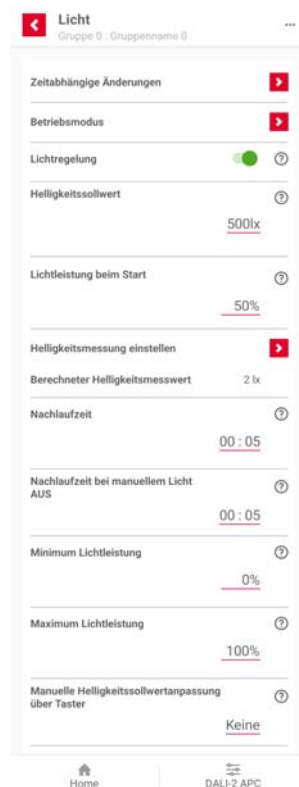 Licht
Gruppe 0 : Gruppenname 0
Zeitabhängige Änderungen
Betriebsmodus
Lichtregelung
Helligkeitssollwert
500lx
Lichtleistung beim Start
50%
Helligkeitsmessung einstellen
Berechneter Helligkeitsmesswert 2 lx
Nachlaufzeit
00 : 05
Nachlaufzeit bei manuellem Licht
AUS
00 : 05
Minimum Lichtleistung
0%
Maximum Lichtleistung
100%
Manuelle Helligkeitssollwertanpassung
über Taster
Keine
Home DALI-2 APC